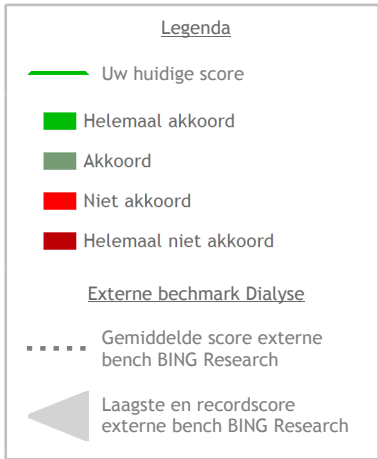 Legenda
Uw huidige score
Helemaal akkoord
Akkoord
Niet akkoord
Helemaal niet akkoord
Externe bechmark Dialyse
Gemiddelde score externe
bench BING Research
Laagste en recordscore
externe bench BING Research